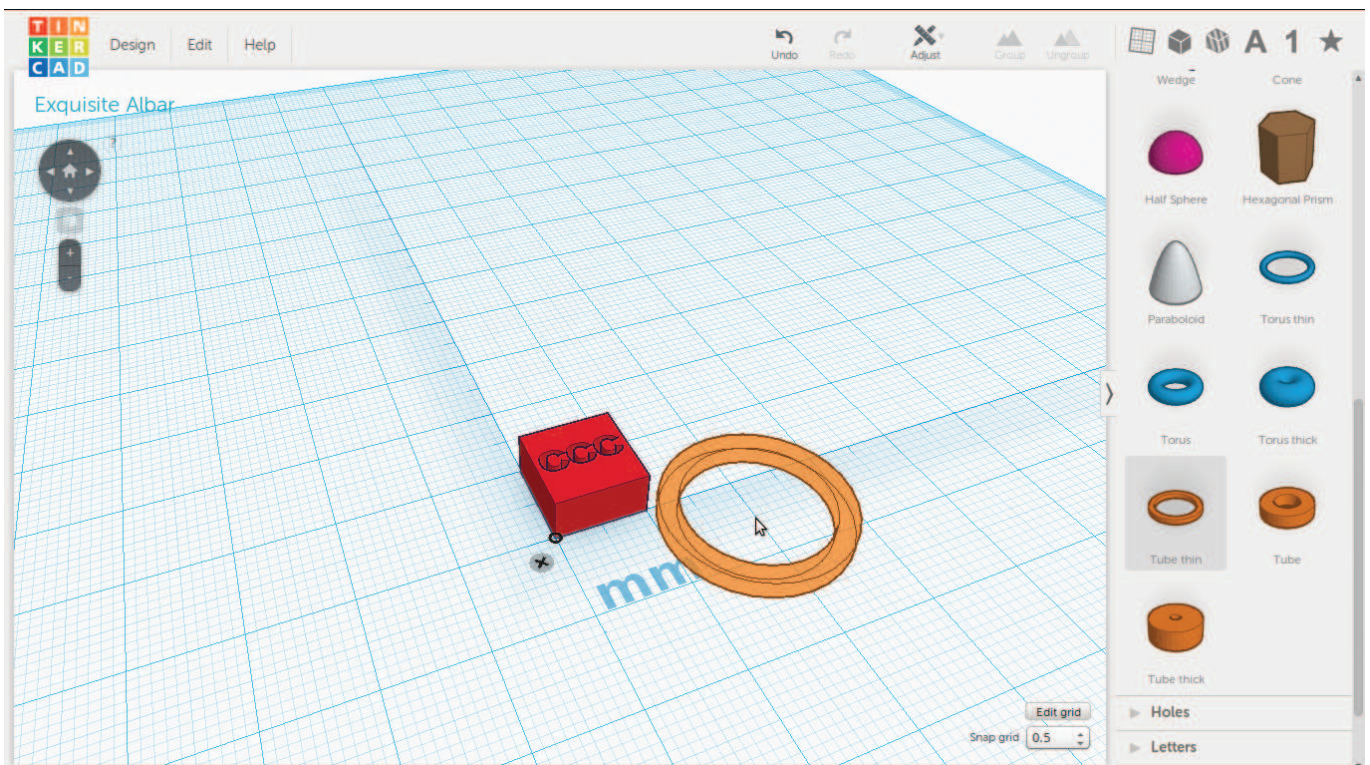 TIN
KER
CAD
Design Edit Help
Undo Redo Adjust Group Ungroup
A 1
Exquisite Albar
?
Wedge Cone
Half Sphere Hexagonal Prism
Paraboloid Torus thin
Torus Torus thick
Tube thin Tube
Tube thick
CCC
mm
+
-
Edit grid
Snap grid 0.5
Holes
Letters